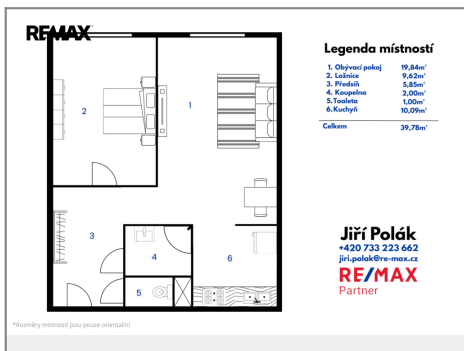 RE/MAX
Legenda místností
1. Obývací pokoj 19,84m²
2. Ložnice 9,62m²
3. Předsíň 5,85m²
4. Koupelna 2,00m²
5.Toaleta 1,00m²
6.Kuchyň 10,09m²
Celkem 39,78m²
2
1
3
4
6
5
Jiří Polák
+420 733 223 662
jiri.polak@re-max.cz
RE/MAX
Partner
*Rozměry místností jsou pouze orientační